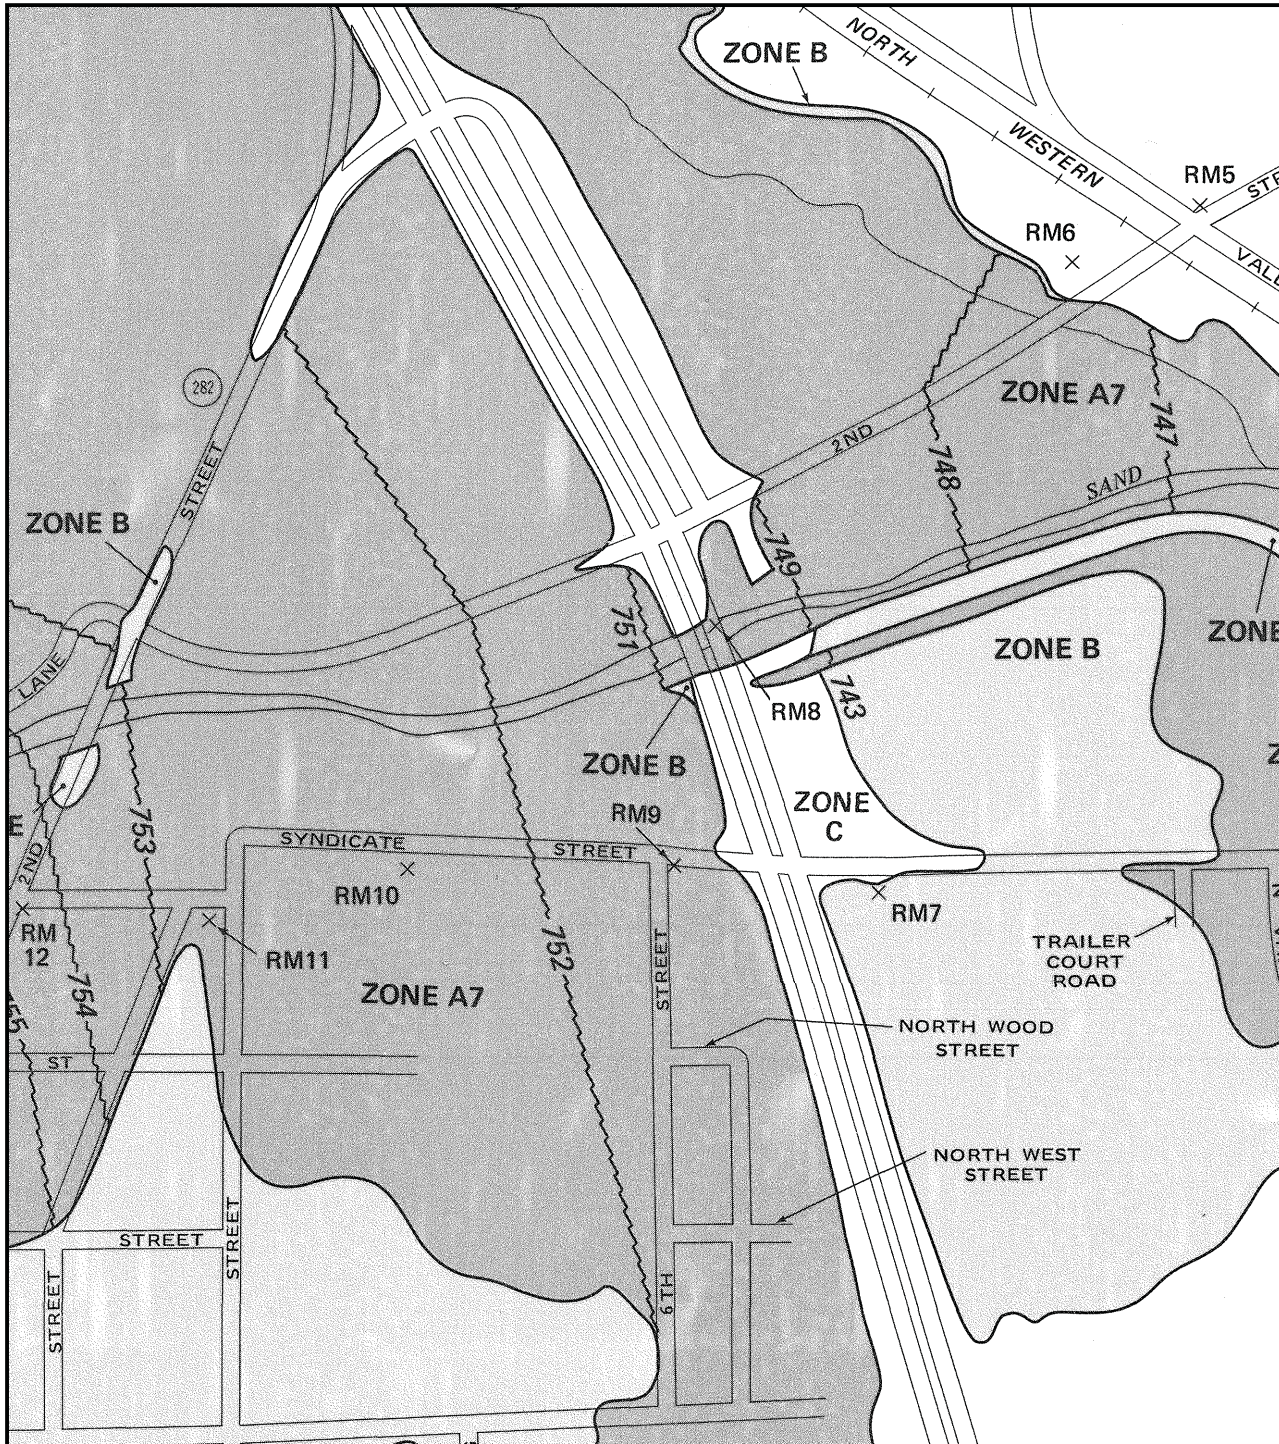 ZONE B
NORTH
WESTERN
RM5
RM6
282
ZONE A7
747
2ND
748
SAND
STREET
ZONE B
749
751
ZONE
LANE
ZONE B
743
RM8
ZONE B
ZONE
C
RM9
753
SYNDICATE
STREET
2ND
RM10
RM7
RM
12
RM11
TRAILER
COURT
ROAD
752
STREET
754
ZONE A7
NORTH WOOD
STREET
ST
NORTH WEST
STREET
STREET
STREET
STREET
6TH